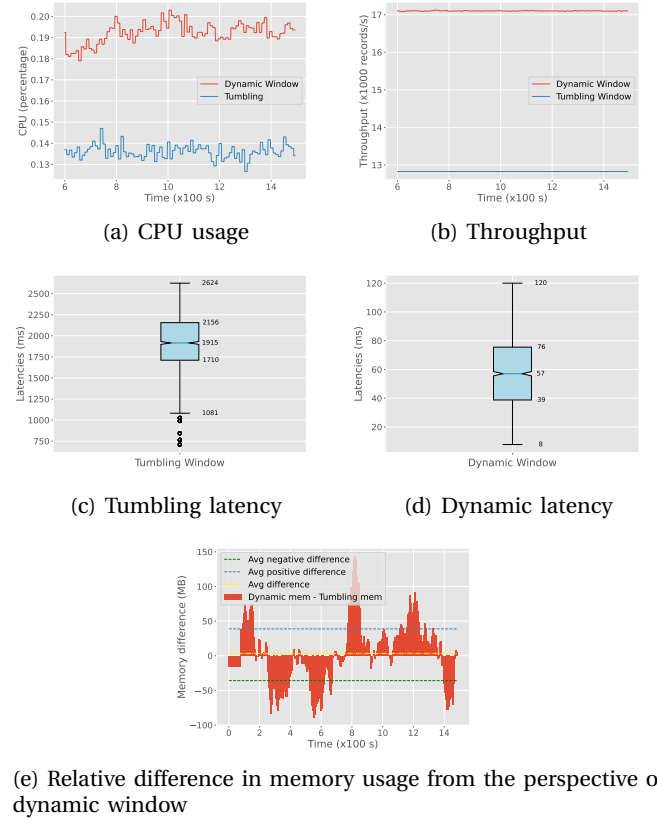 0.20
0.19
0.18
0.17
0.16
0.15
0.14
0.13
CPU (percentage)
Dynamic Window
Tumbling
6 8 10 12 14
Time (x100 s)
(a) CPU usage
17
16
15
14
13
Throughput (x1000 records/s)
Dynamic Window
Tumbling Window
6 8 10 12 14
Time (x100 s)
(b) Throughput
2500
2250
2000
1750
1500
1250
1000
750
Latencies (ms)
2624
2156
1915
1710
1081
Tumbling Window
(c) Tumbling latency
120
100
80
60
40
20
Latencies (ms)
120
76
57
39
8
Dynamic Window
(d) Dynamic latency
150
100
50
0
−50
−100
Memory difference (MB)
Avg negative difference
Avg positive difference
Avg difference
Dynamic mem - Tumbling mem
0 2 4 6 8 10 12 14
Time (x100 s)
(e) Relative difference in memory usage from the perspective o
dynamic window